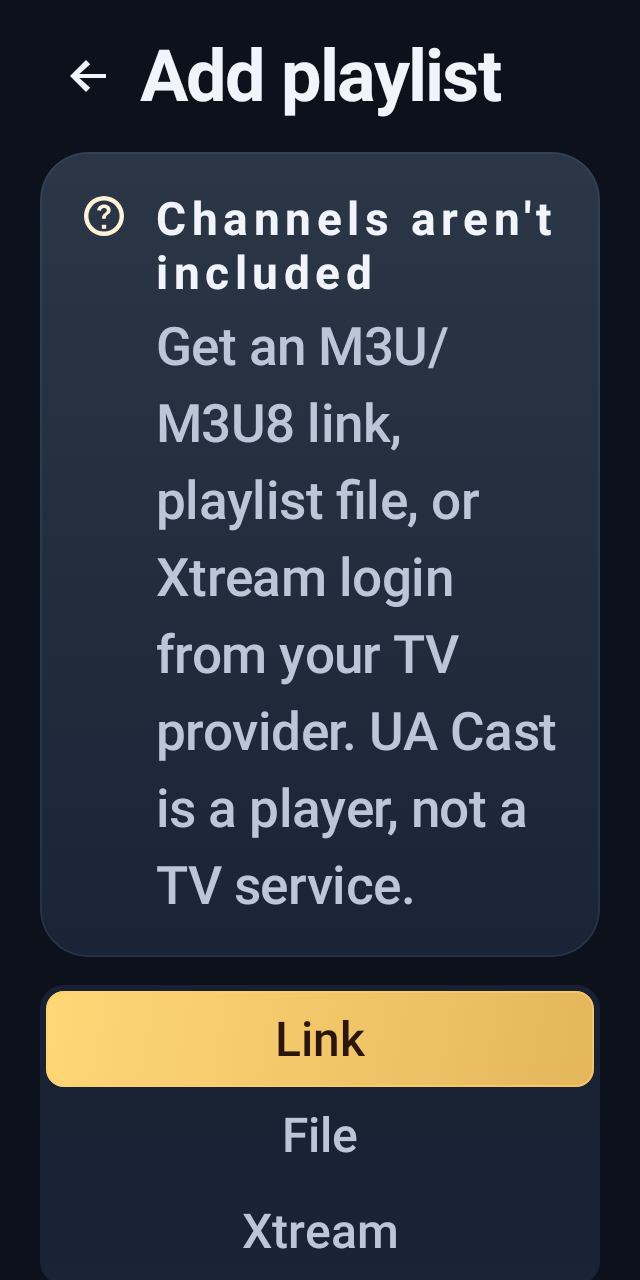 Add playlist
Channels aren't
included
Get an M3U/
M3U8 link,
playlist file, or
Xtream login
from your TV
provider. UA Cast
is a player, not a
TV service.
Link
File
Xtream